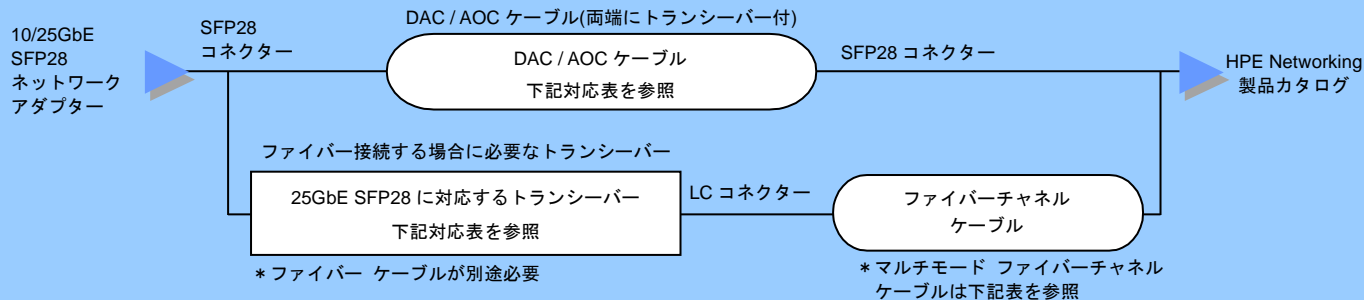 10/25GbE
SFP28
ネットワーク
アダプター
SFP28
コネクター
DAC / AOC ケーブル(両端にトランシーバー付)
DAC / AOC ケーブル
下記対応表を参照
SFP28 コネクター
HPE Networking
製品カタログ
ファイバー接続する場合に必要なトランシーバー
25GbE SFP28 に対応するトランシーバー
下記対応表を参照
LC コネクター
ファイバーチャネル
ケーブル
＊ファイバー ケーブルが別途必要
＊マルチモード ファイバーチャネル
ケーブルは下記表を参照